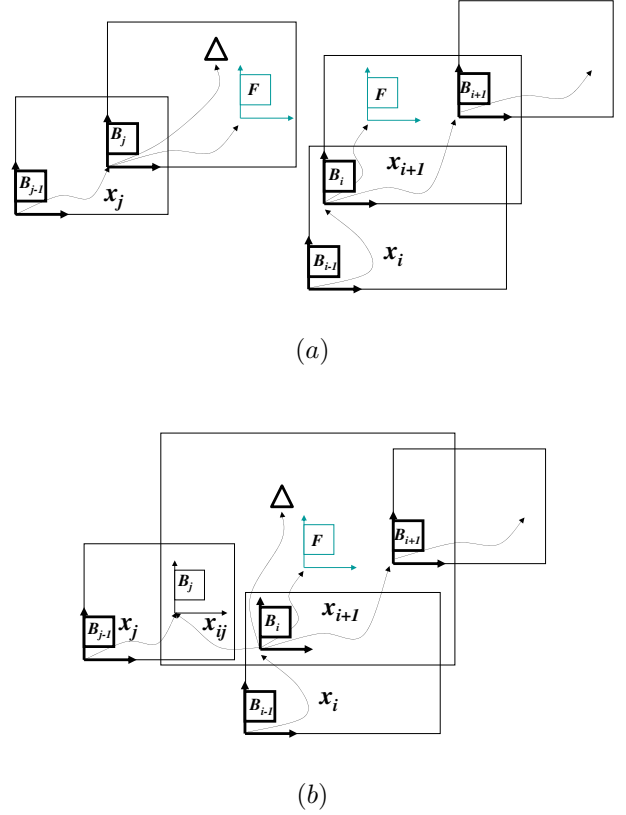 F
B_j
B_{j-1}
x_j
B_{i+1}
F
B_i
x_{i+1}
B_{i-1}
x_i
(a)
F
B_{i+1}
B_j
B_{j-1}
x_j
x_{ij}
B_i
x_{i+1}
B_{i-1}
x_i
(b)